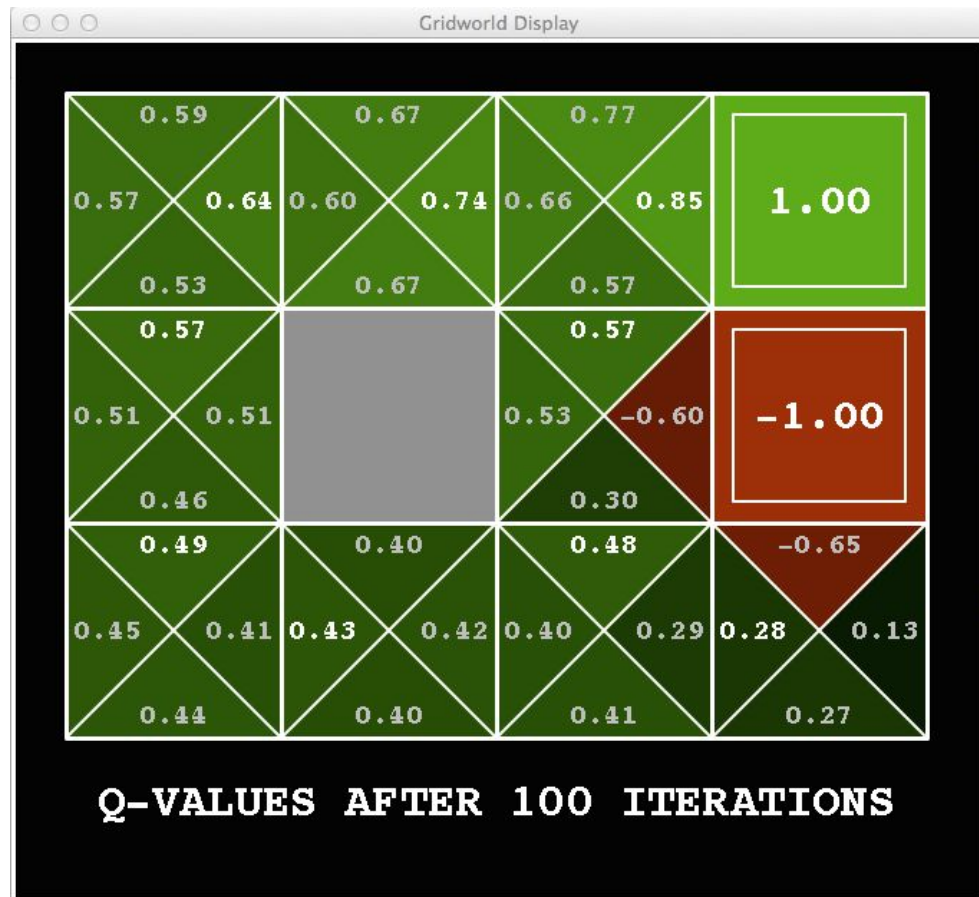 Gridworld Display
0.59 0.67 0.77
0.57 0.64 0.60 0.74 0.66 0.85 1.00
0.53 0.67 0.57
0.57 0.57
0.51 0.51 0.53 -0.60 -1.00
0.46 0.30
0.49 0.40 0.48 -0.65
0.45 0.41 0.43 0.42 0.40 0.29 0.28 0.13
0.44 0.40 0.41 0.27
Q-VALUES AFTER 100 ITERATIONS